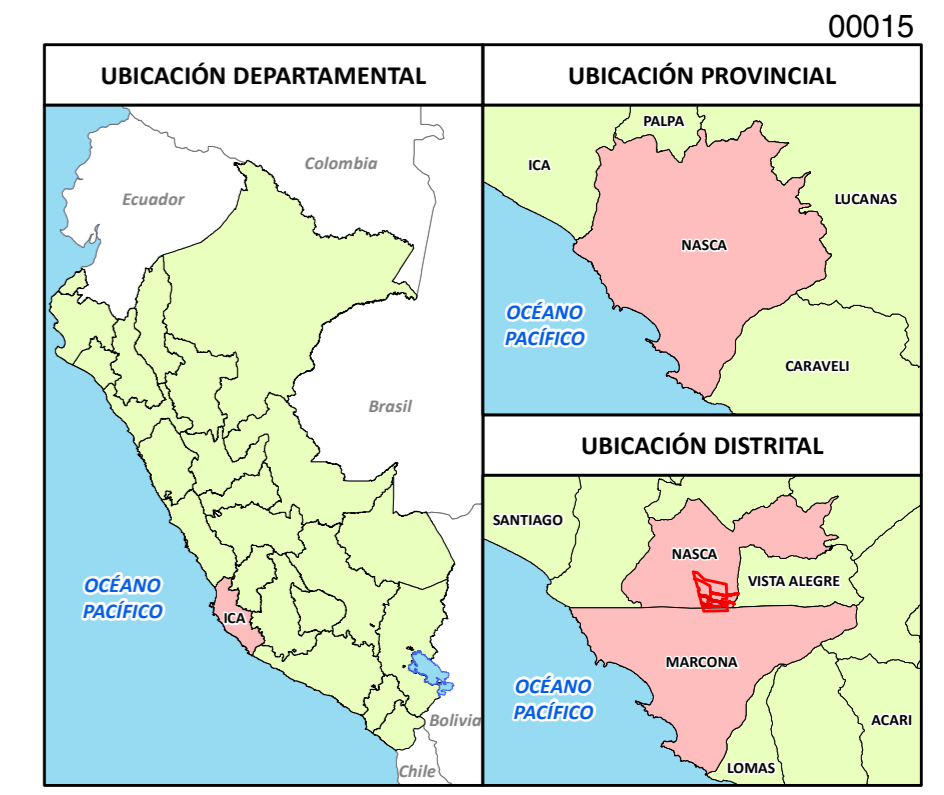 00015
UBICACIÓN DEPARTAMENTAL
Colombia
Ecuador
Brasil
OCÉANO
PACÍFICO
ICA
Bolivia
Chile
UBICACIÓN PROVINCIAL
PALPA
ICA
LUCANAS
NASCA
OCÉANO
PACÍFICO
CARAVELI
UBICACIÓN DISTRITAL
SANTIAGO
NASCA
VISTA ALEGRE
MARCONA
OCÉANO
PACÍFICO
ACARI
LOMAS